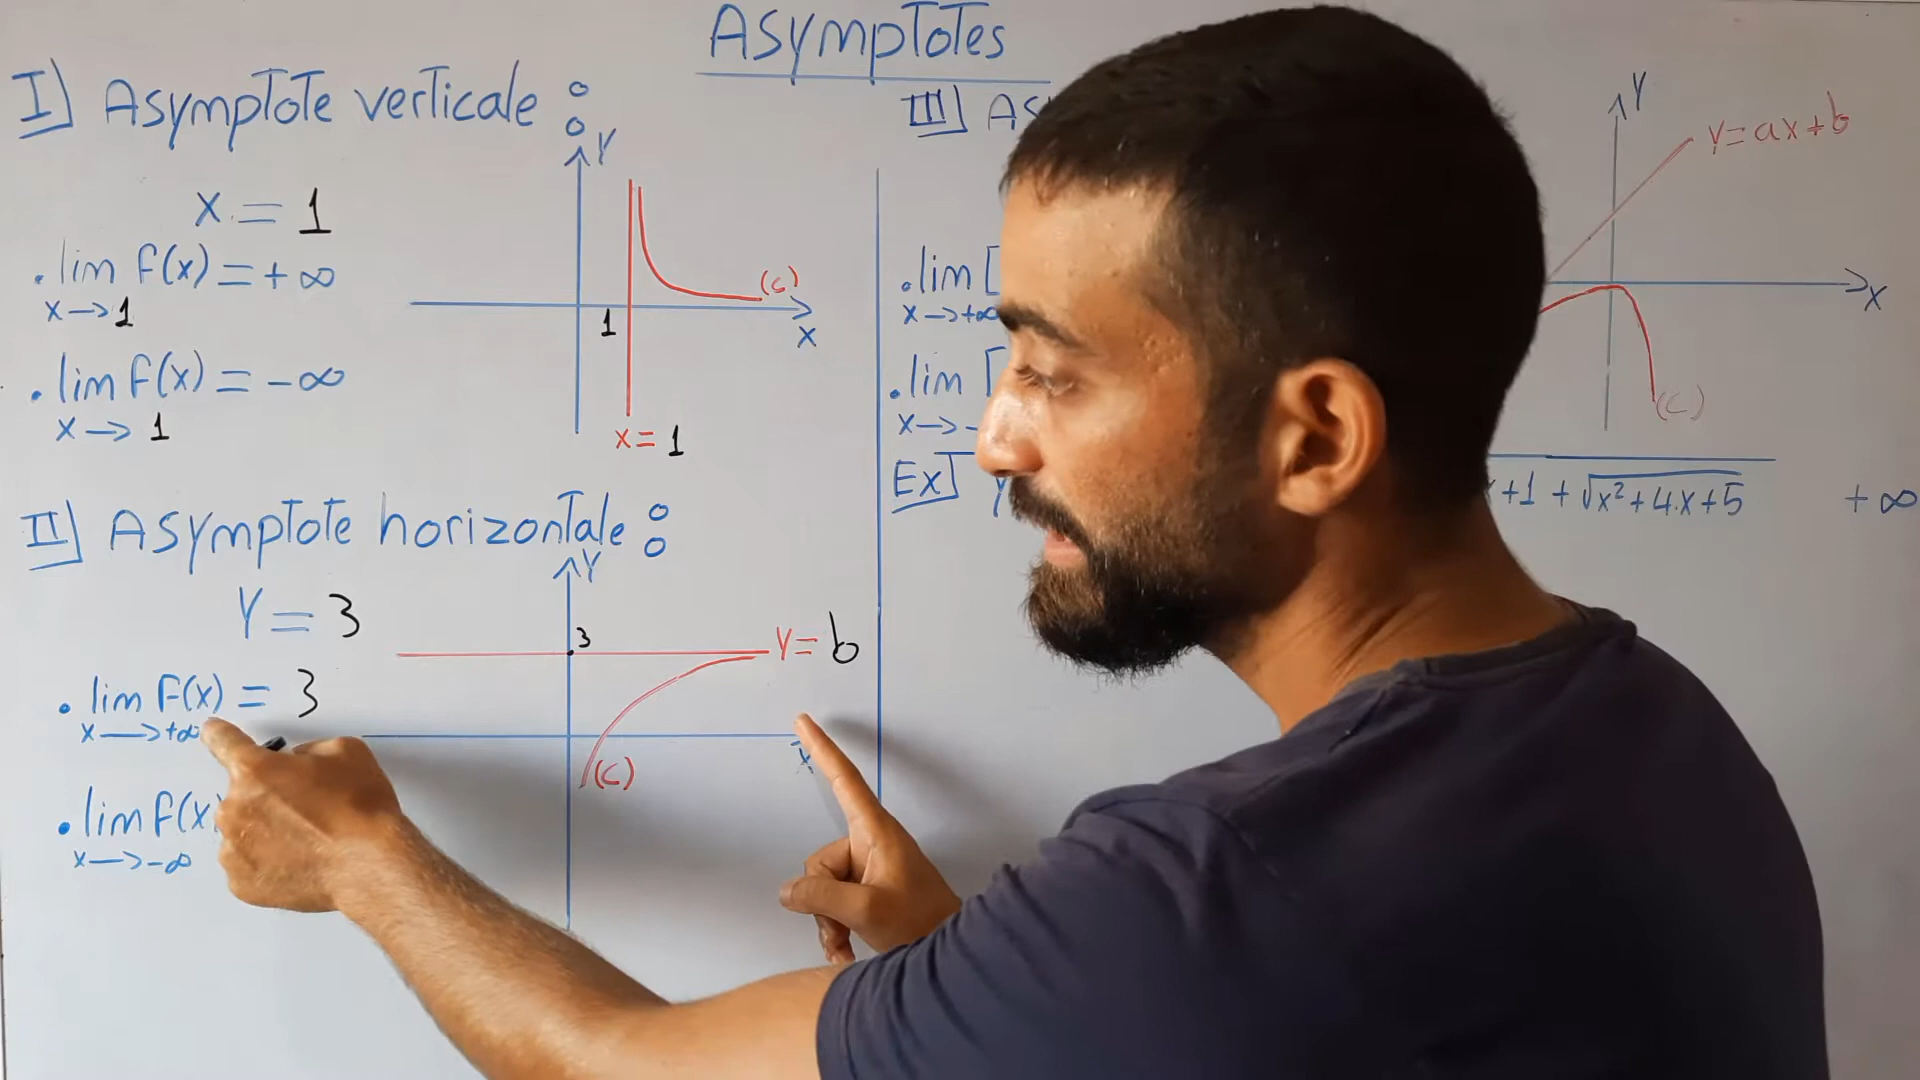 Asymptotes
I] Asymptote verticale :
Y
x = 1
. lim f(x) = +∞
x → 1
(C)
1
X
. lim f(x) = -∞
x → 1
x = 1
II] Asymptote horizontale :
Y
Y = 3
3
Y = b
. lim f(x) = 3
x → +∞
X
(C)
. lim f(x)
x → -∞
III] AS
Y
Y = ax + b
. lim [
x → +∞
X
. lim [
x → -
(C)
Ex] y
+1 + √x²+4x+5 +∞